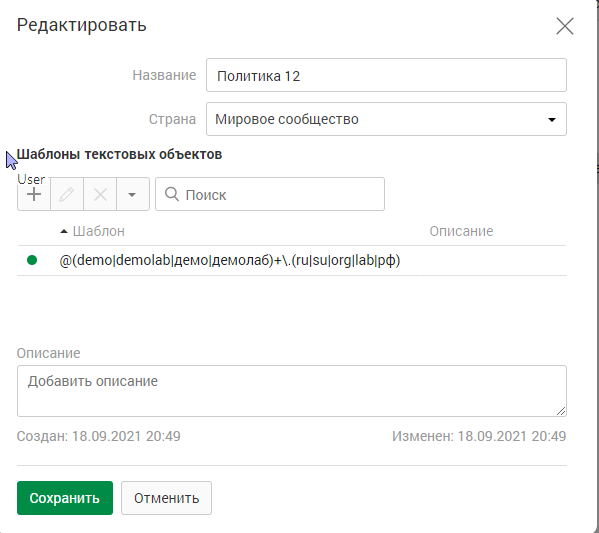 Редактировать
Название Политика 12
Страна Мировое сообщество
Шаблоны текстовых объектов
User
Поиск
Шаблон Описание
@(demo|demolab|демо|демолаб)+\.(ru|su|org|lab|рф)
Описание
Добавить описание
Создан: 18.09.2021 20:49 Изменен: 18.09.2021 20:49
Сохранить Отменить